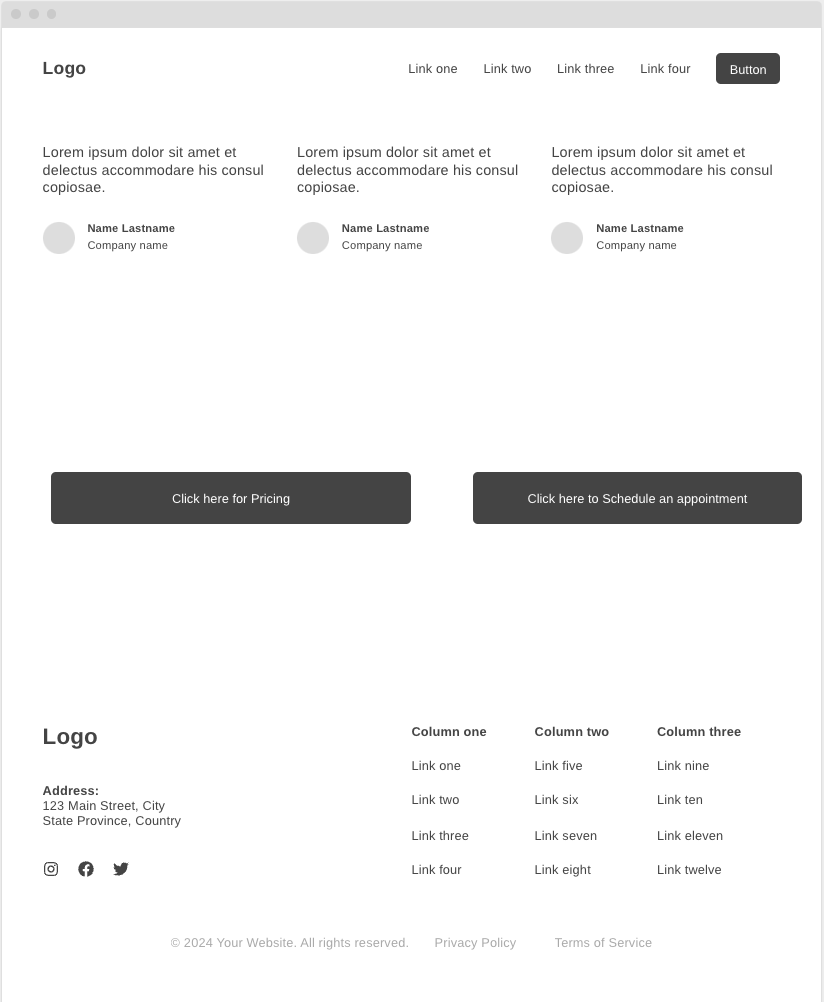 Logo
Link one
Link two
Link three
Link four
Button
Lorem ipsum dolor sit amet et
delectus accommodare his consul
copiosae.
Name Lastname
Company name
Lorem ipsum dolor sit amet et
delectus accommodare his consul
copiosae.
Name Lastname
Company name
Lorem ipsum dolor sit amet et
delectus accommodare his consul
copiosae.
Name Lastname
Company name
Click here for Pricing
Click here to Schedule an appointment
Logo
Address:
123 Main Street, City
State Province, Country
Column one
Link one
Link two
Link three
Link four
Column two
Link five
Link six
Link seven
Link eight
Column three
Link nine
Link ten
Link eleven
Link twelve
© 2024 Your Website. All rights reserved.
Privacy Policy
Terms of Service